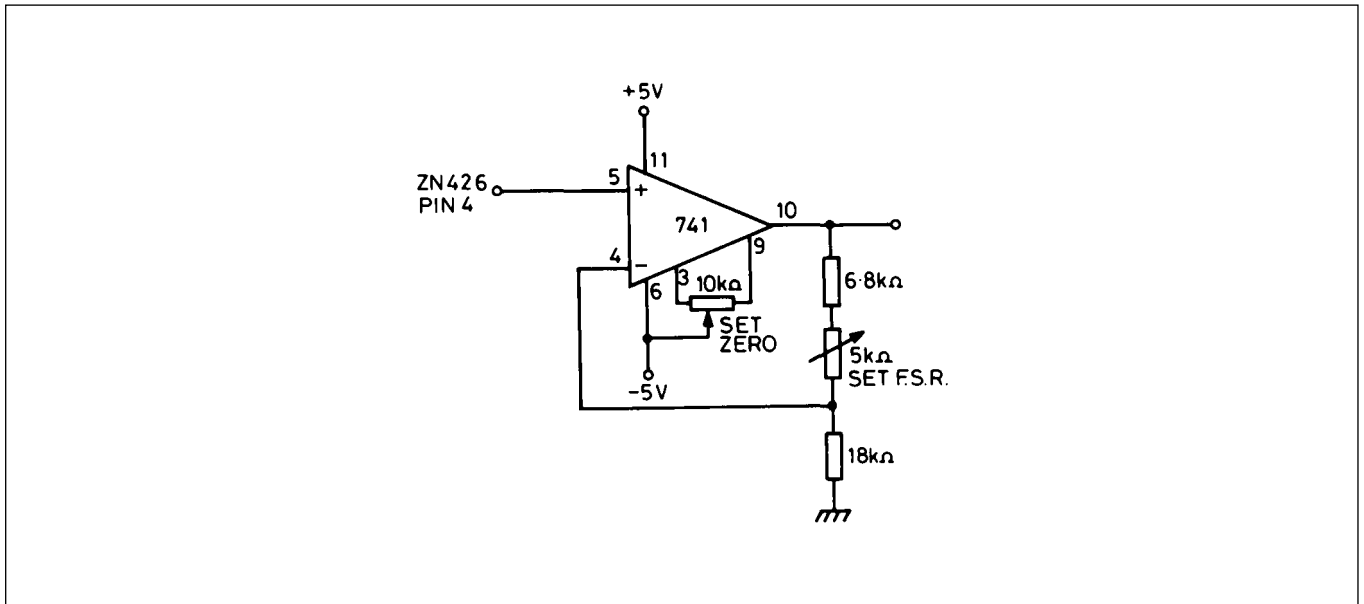 +5V
11
ZN426
PIN 4
5
+
741
10
9
4
−
6
3
10kΩ
SET
ZERO
6·8kΩ
5kΩ
SET F.S.R.
-5V
18kΩ